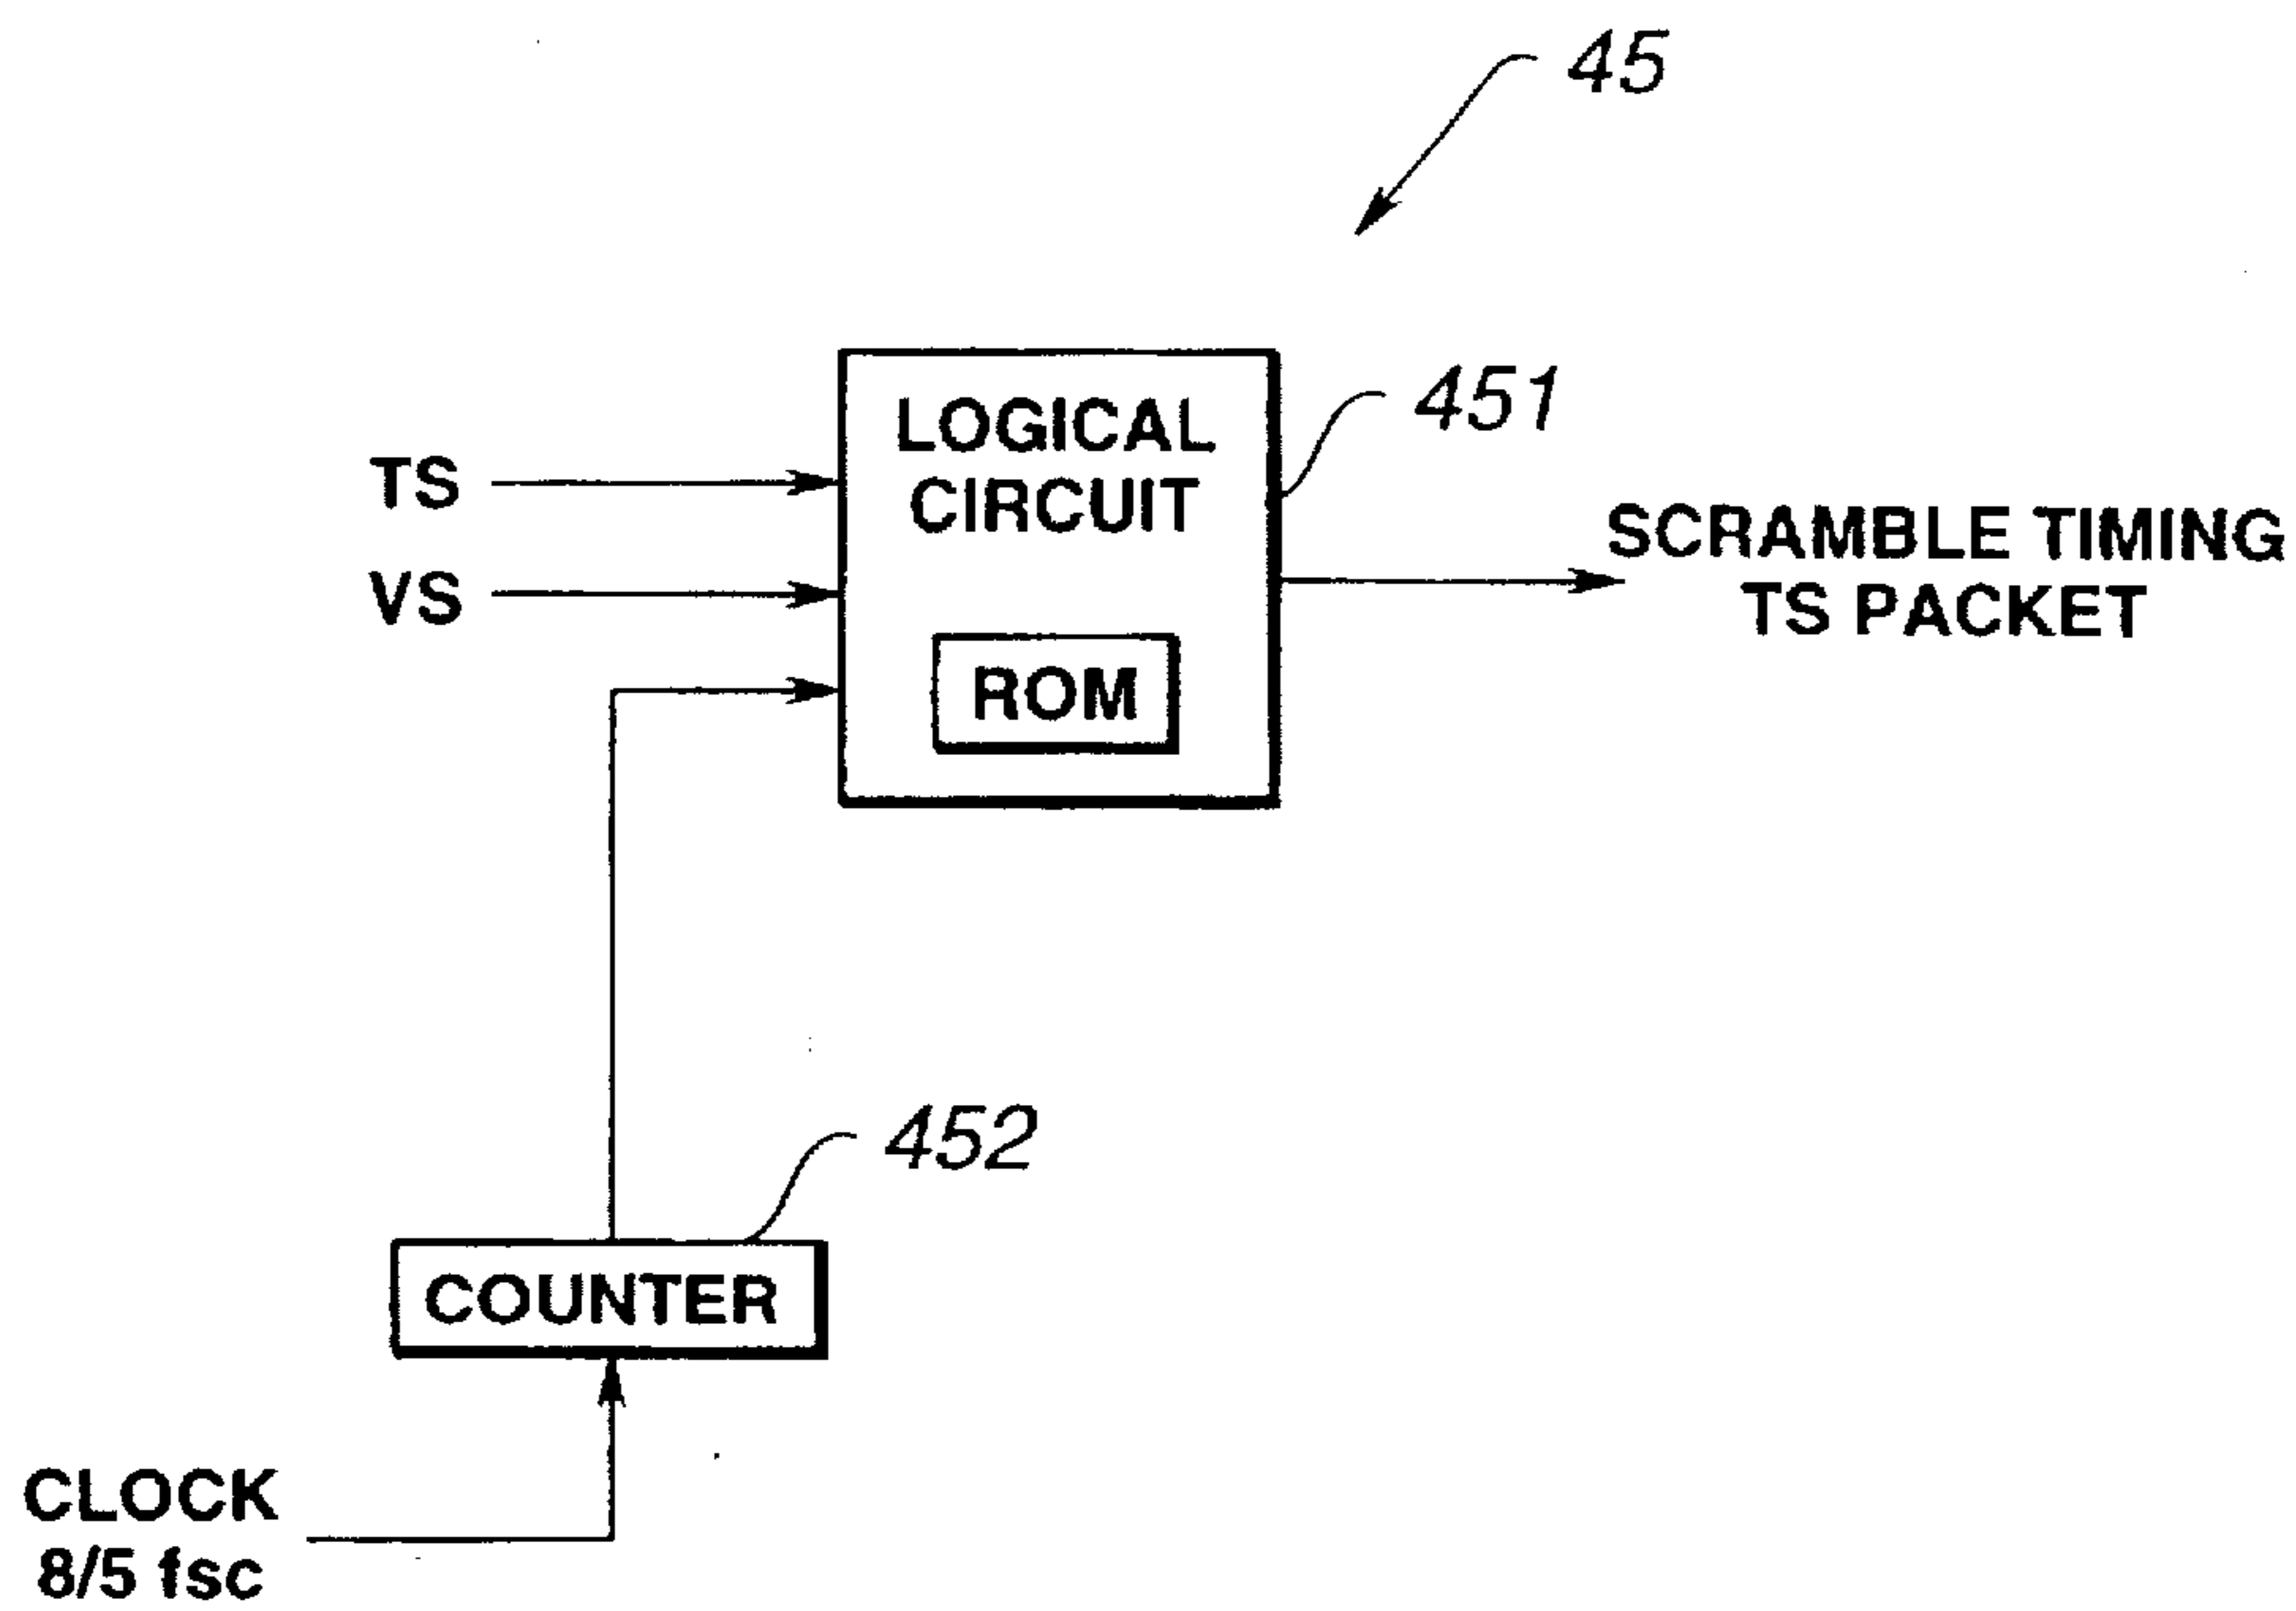 45
LOGICAL
CIRCUIT
451
TS
SCRAMBLE TIMING
TS PACKET
VS
ROM
452
COUNTER
CLOCK
8/5 fsc